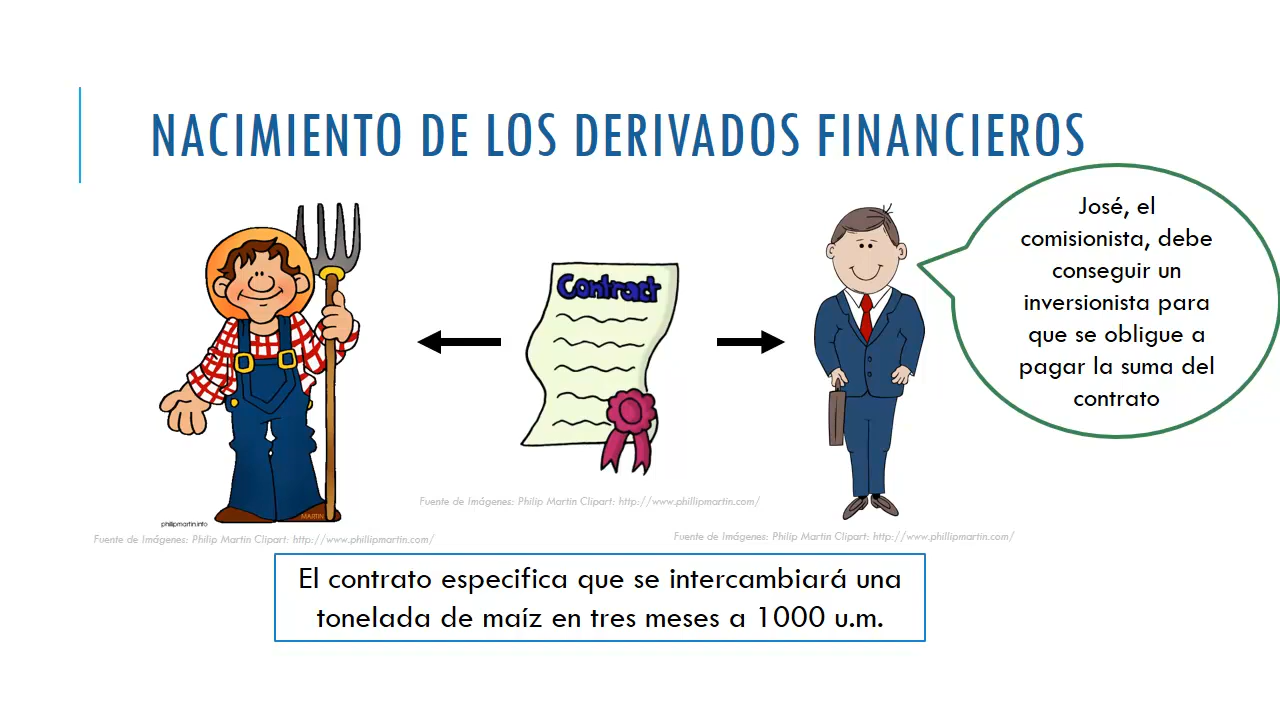 NACIMIENTO DE LOS DERIVADOS FINANCIEROS
José, el
comisionista, debe
conseguir un
inversionista para
que se obligue a
pagar la suma del
contrato
Contract
MARTIN
phillipmartin.info
Fuente de Imágenes: Philip Martin Clipart: http://www.phillipmartin.com/
Fuente de Imágenes: Philip Martin Clipart: http://www.phillipmartin.com/
Fuente de Imágenes: Philip Martin Clipart: http://www.phillipmartin.com/
El contrato especifica que se intercambiará una
tonelada de maíz en tres meses a 1000 u.m.